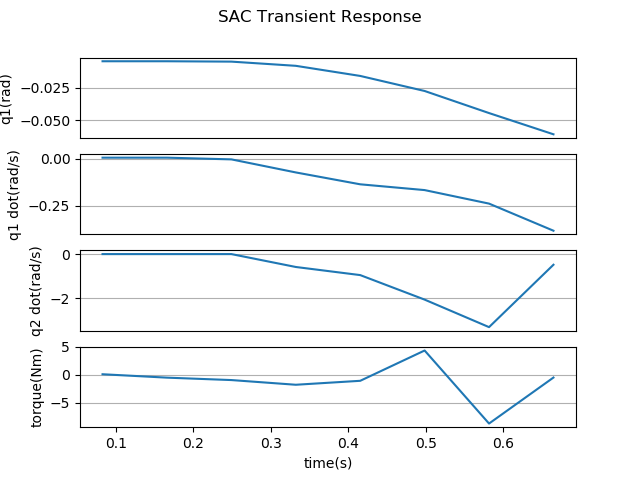 SAC Transient Response
q1(rad)
−0.025
−0.050
q1 dot(rad/s)
0.00
−0.25
q2 dot(rad/s)
0
−2
torque(Nm)
5
0
−5
0.1 0.2 0.3 0.4 0.5 0.6
time(s)